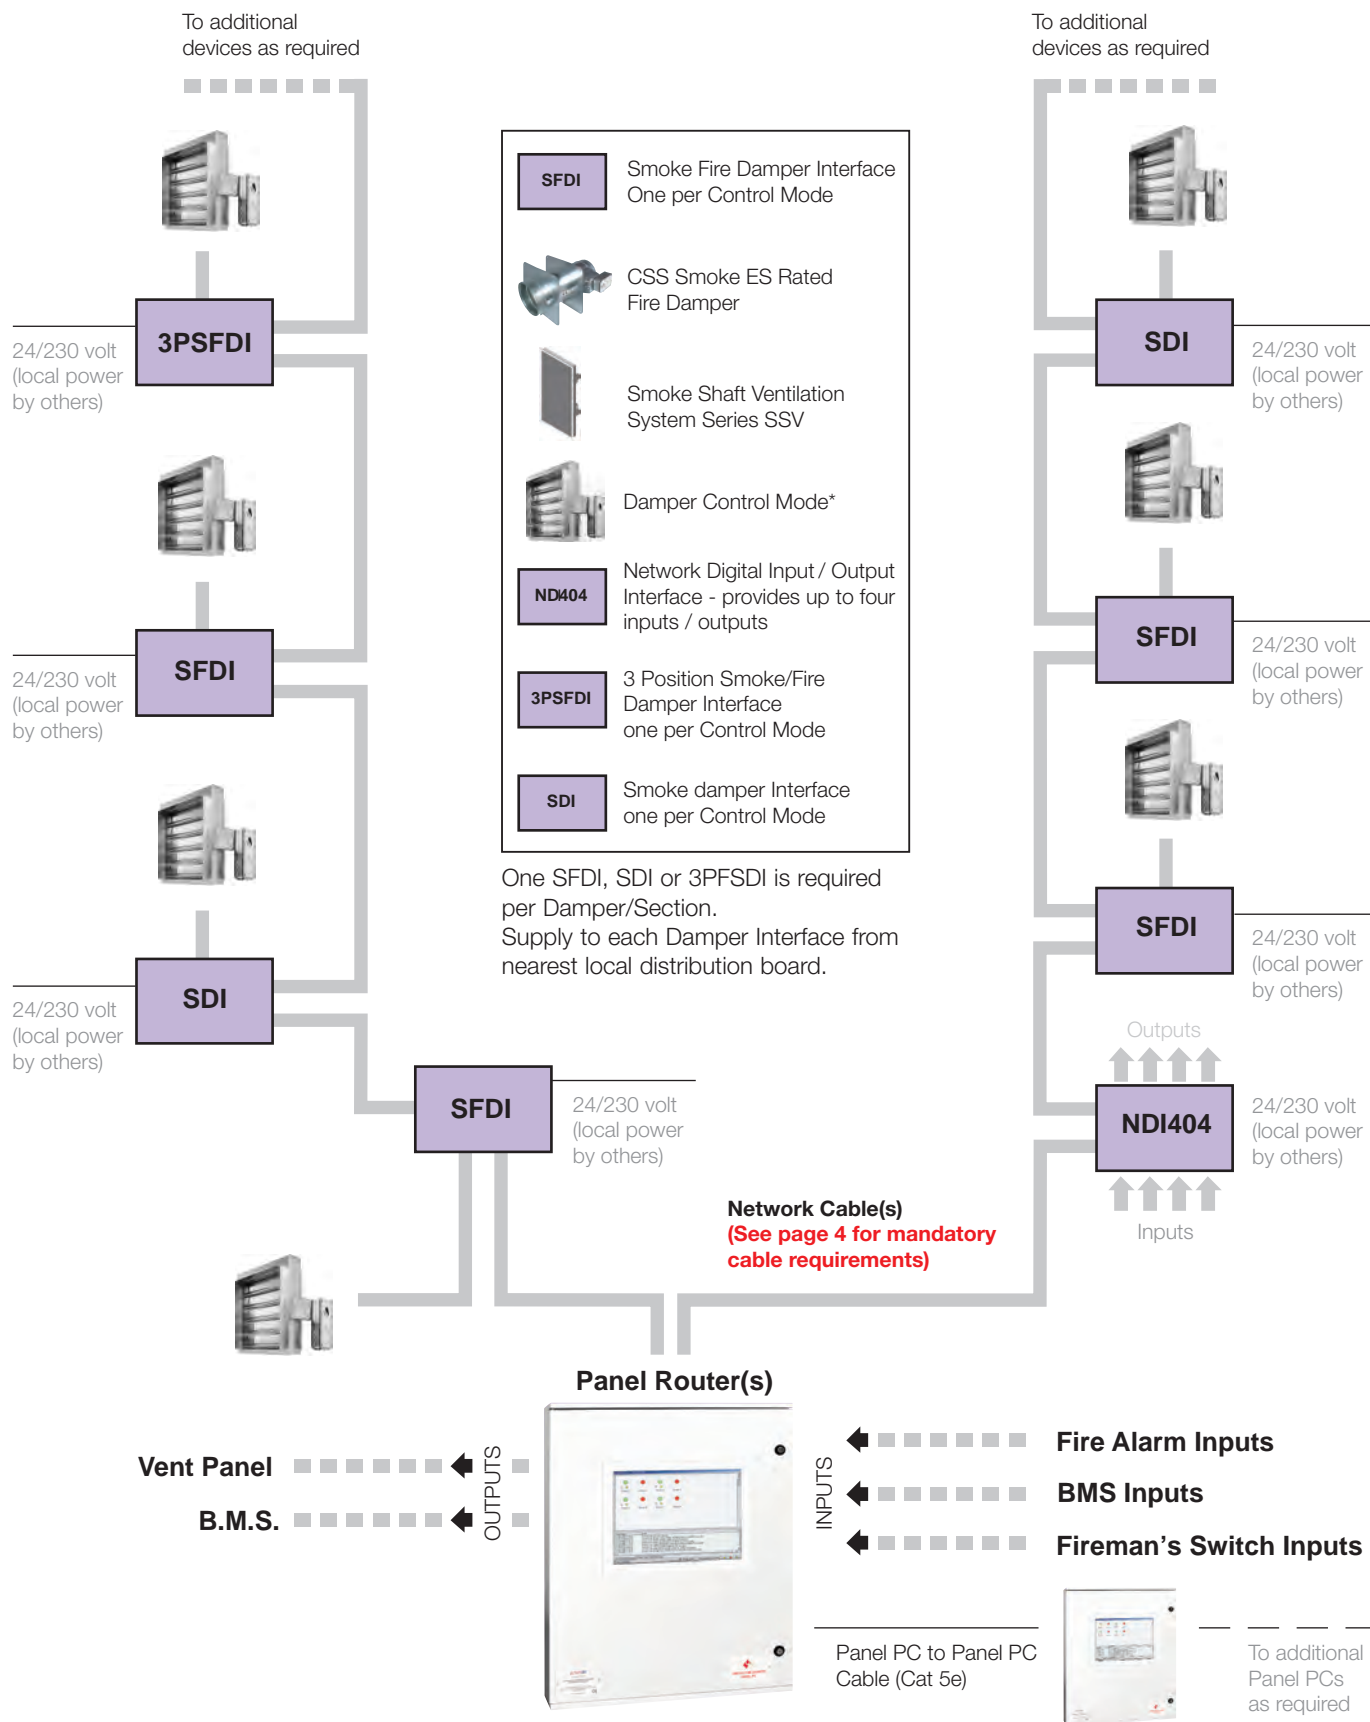 To additional
devices as required
To additional
devices as required
SFDI
Smoke Fire Damper Interface
One per Control Mode
CSS Smoke ES Rated
Fire Damper
Smoke Shaft Ventilation
System Series SSV
Damper Control Mode*
NDI404
Network Digital Input / Output
Interface - provides up to four
inputs / outputs
3PSFDI
3 Position Smoke/Fire
Damper Interface
one per Control Mode
SDI
Smoke damper Interface
one per Control Mode
One SFDI, SDI or 3PFSDI is required
per Damper/Section.
Supply to each Damper Interface from
nearest local distribution board.
3PSFDI
24/230 volt
(local power
by others)
SFDI
24/230 volt
(local power
by others)
SDI
24/230 volt
(local power
by others)
SFDI
24/230 volt
(local power
by others)
SDI
24/230 volt
(local power
by others)
SFDI
24/230 volt
(local power
by others)
SFDI
24/230 volt
(local power
by others)
Outputs
NDI404
24/230 volt
(local power
by others)
Inputs
Network Cable(s)
(See page 4 for mandatory
cable requirements)
Panel Router(s)
Vent Panel
B.M.S.
OUTPUTS
INPUTS
Fire Alarm Inputs
BMS Inputs
Fireman's Switch Inputs
Panel PC to Panel PC
Cable (Cat 5e)
To additional
Panel PCs
as required